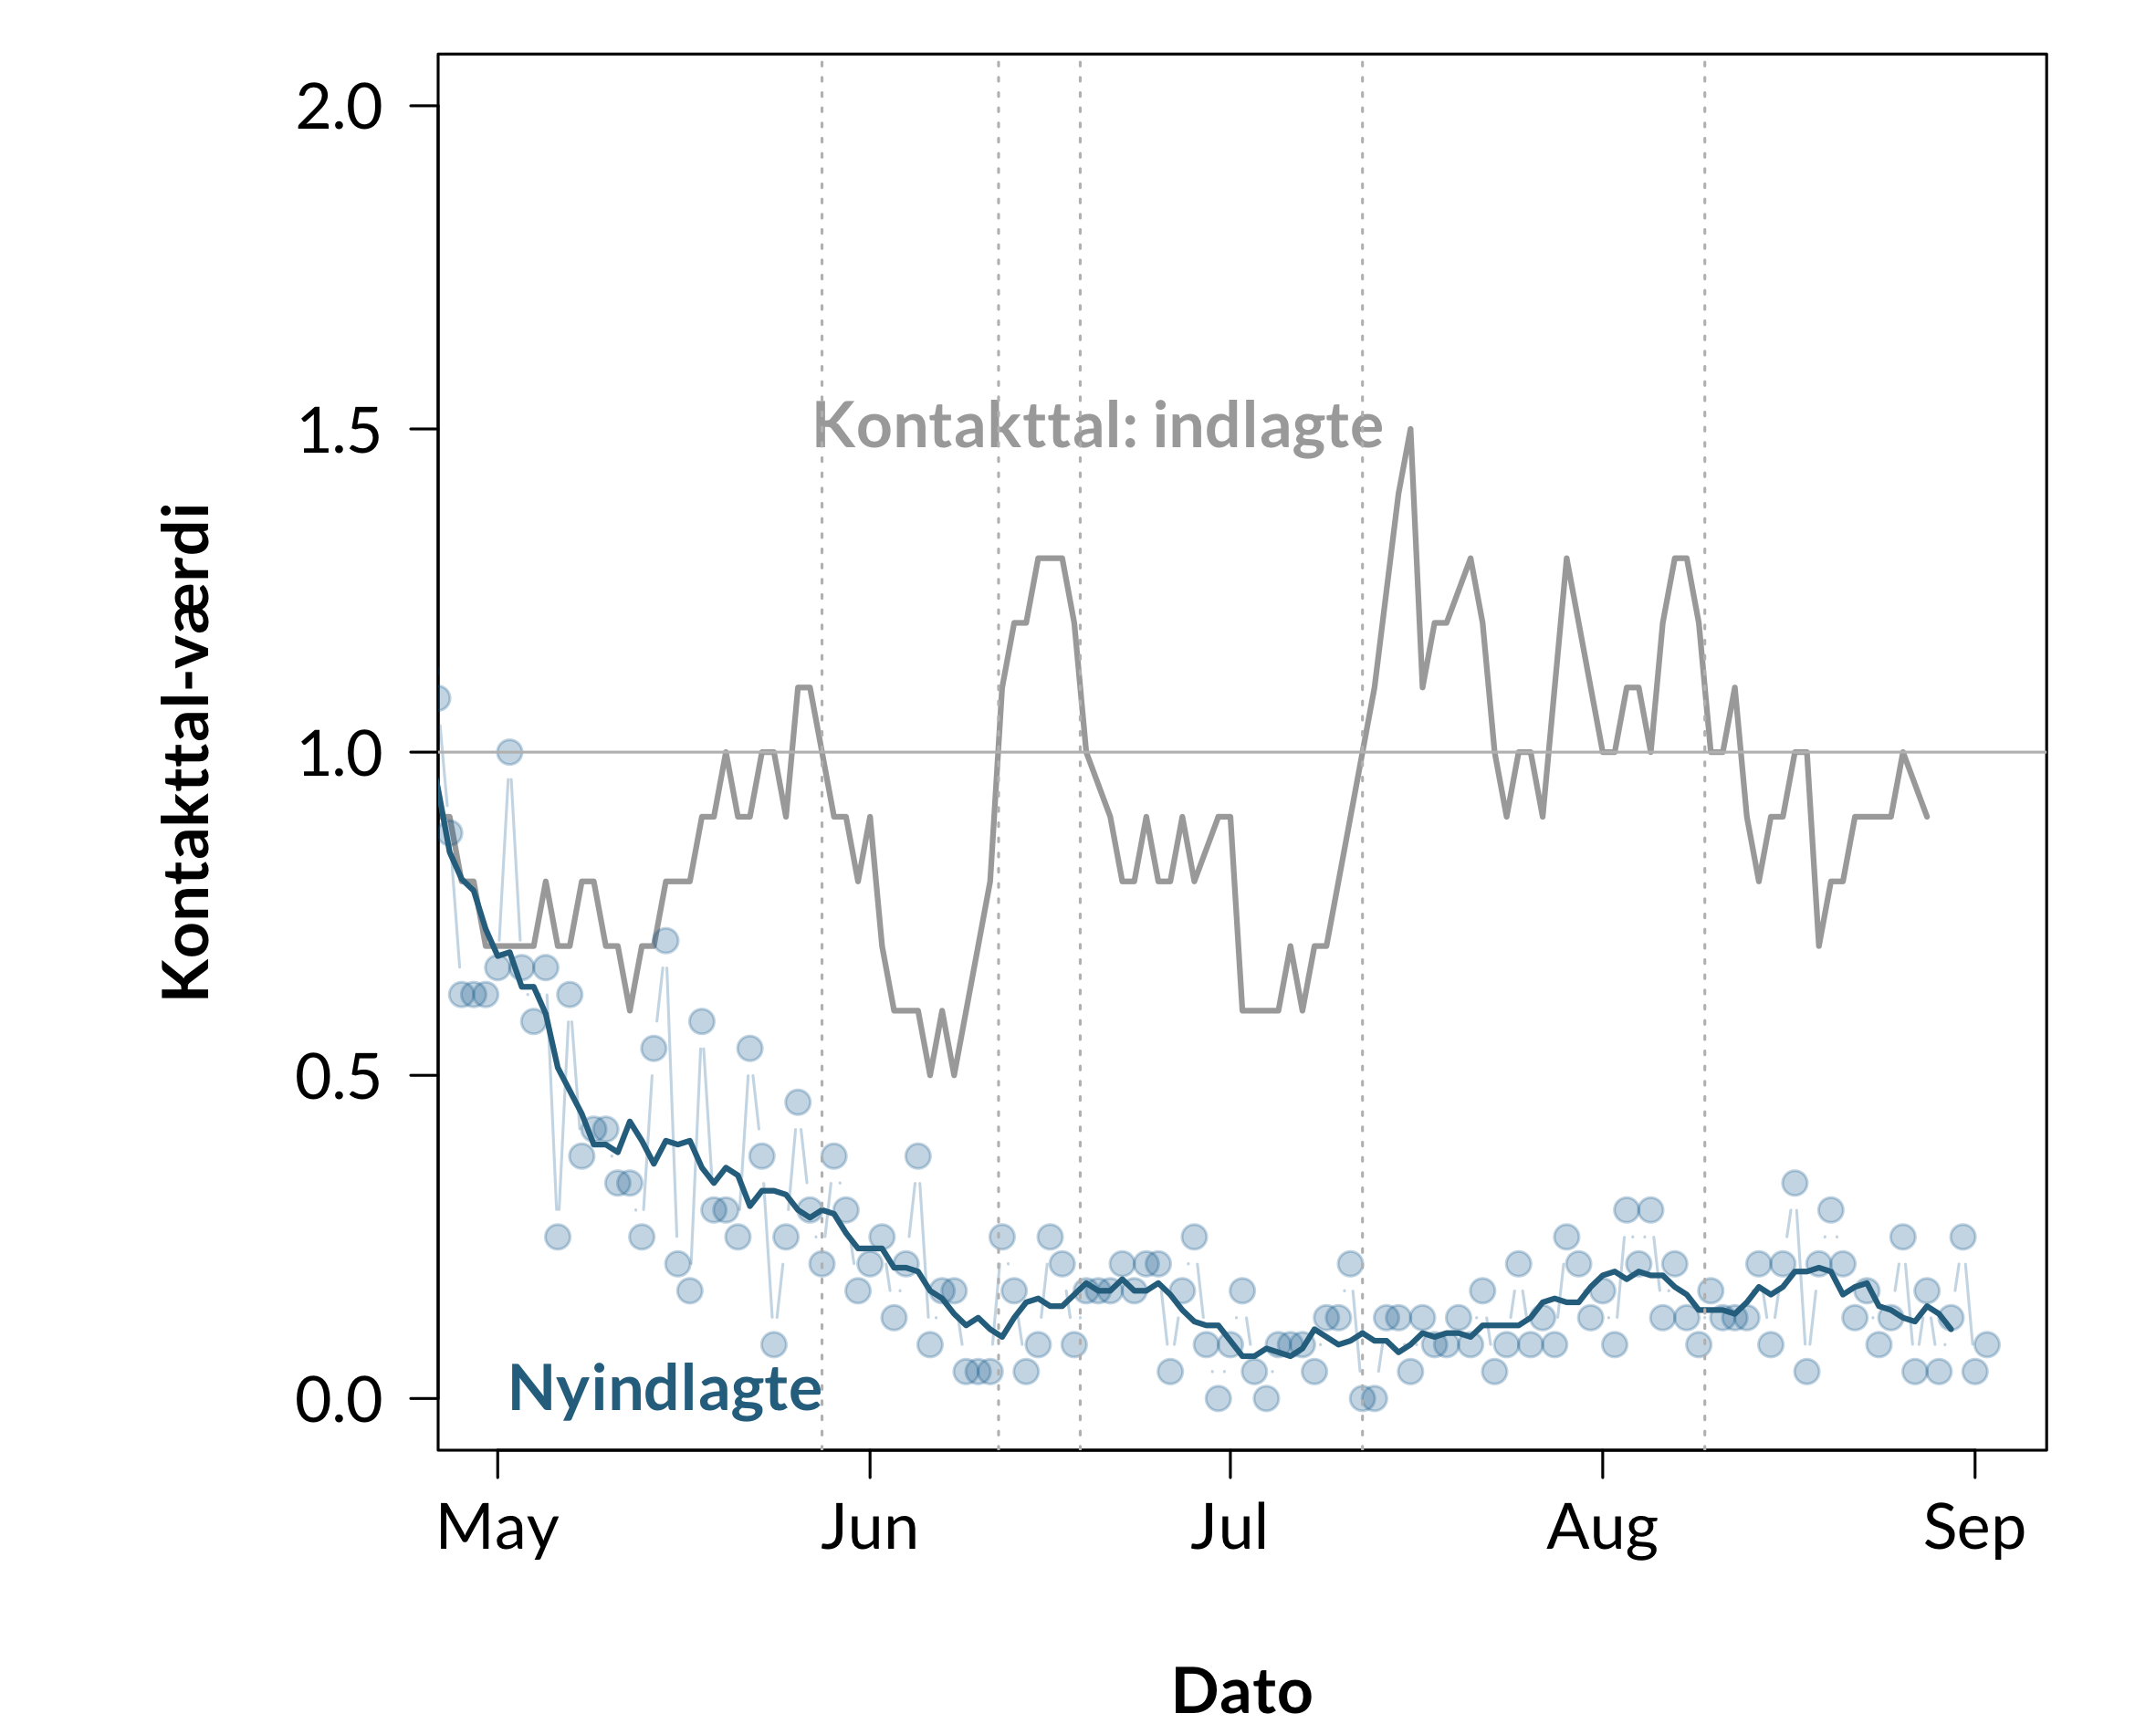 2.0
1.5
1.0
0.5
0.0
Kontakttal-værdi
Kontakttal: indlagte
Nyindlagte
May Jun Jul Aug Sep
Dato